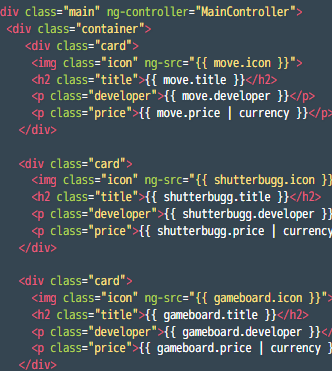 div class="main" ng-controller="MainController">
<div class="container">
<div class="card">
<img class="icon" ng-src="{{ move.icon }}">
<h2 class="title">{{ move.title }}</h2>
<p class="developer">{{ move.developer }}</p>
<p class="price">{{ move.price | currency }}</p>
</div>
<div class="card">
<img class="icon" ng-src="{{ shutterbugg.icon }}
<h2 class="title">{{ shutterbugg.title }}</h2>
<p class="developer">{{ shutterbugg.developer }}
<p class="price">{{ shutterbugg.price | currency
</div>
<div class="card">
<img class="icon" ng-src="{{ gameboard.icon }}">
<h2 class="title">{{ gameboard.title }}</h2>
<p class="developer">{{ gameboard.developer }}</
<p class="price">{{ gameboard.price | currency }
</div>